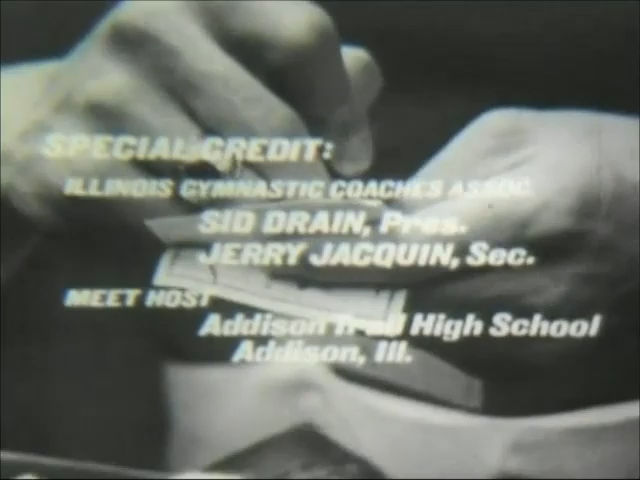 SPECIAL CREDIT:
ILLINOIS GYMNASTIC COACHES ASSOC.
SID DRAIN, Pres.
JERRY JACQUIN, Sec.
MEET HOST
Addison Trail High School
Addison, Ill.